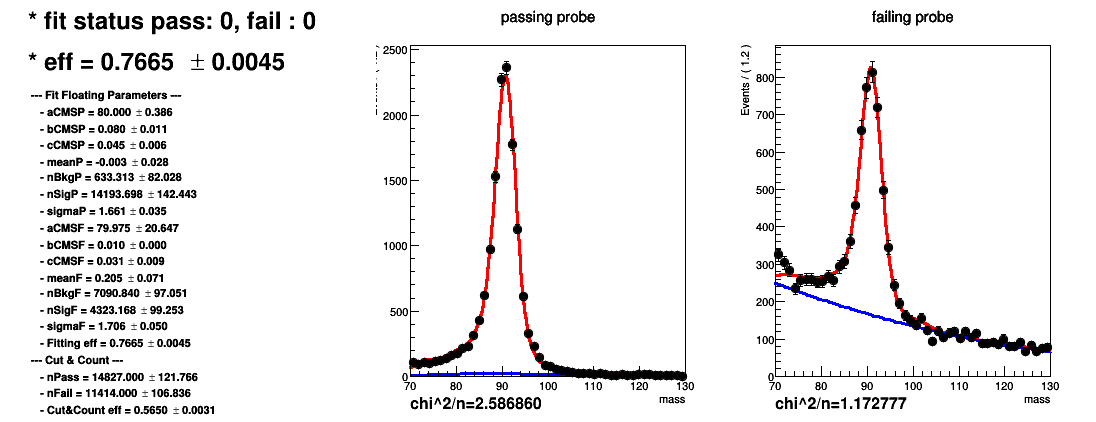 * fit status pass: 0, fail : 0
* eff = 0.7665 ± 0.0045
--- Fit Floating Parameters ---
- aCMSP = 80.000 ± 0.386
- bCMSP = 0.080 ± 0.011
- cCMSP = 0.045 ± 0.006
- meanP = -0.003 ± 0.028
- nBkgP = 633.313 ± 82.028
- nSigP = 14193.698 ± 142.443
- sigmaP = 1.661 ± 0.035
- aCMSF = 79.975 ± 20.647
- bCMSF = 0.010 ± 0.000
- cCMSF = 0.031 ± 0.009
- meanF = 0.205 ± 0.071
- nBkgF = 7090.840 ± 97.051
- nSigF = 4323.168 ± 99.253
- sigmaF = 1.706 ± 0.050
- Fitting eff = 0.7665 ± 0.0045
--- Cut & Count ---
- nPass = 14827.000 ± 121.766
- nFail = 11414.000 ± 106.836
- Cut&Count eff = 0.5650 ± 0.0031
passing probe
2500
2000
1500
1000
500
0
70 80 90 100 110 120 130
mass
chi^2/n=2.586860
failing probe
Events / ( 1.2 )
800
700
600
500
400
300
200
100
0
70 80 90 100 110 120 130
mass
chi^2/n=1.172777